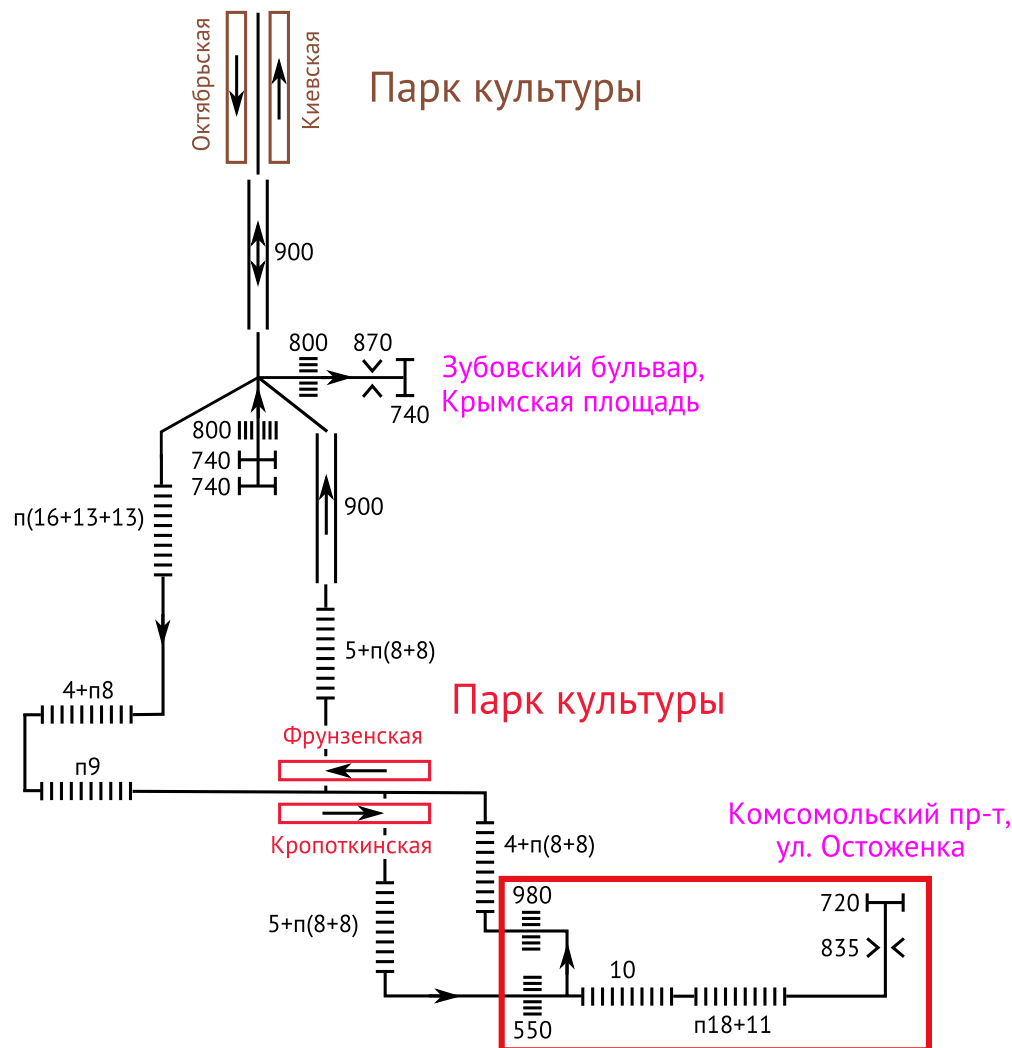 Октябрьская
Киевская
Парк культуры
900
800
870
Зубовский бульвар,
Крымская площадь
740
800
740
740
п(16+13+13)
900
5+п(8+8)
4+п8
Парк культуры
Фрунзенская
п9
Кропоткинская
Комсомольский пр-т,
ул. Остоженка
4+п(8+8)
5+п(8+8)
980
720
835
10
550
п18+11